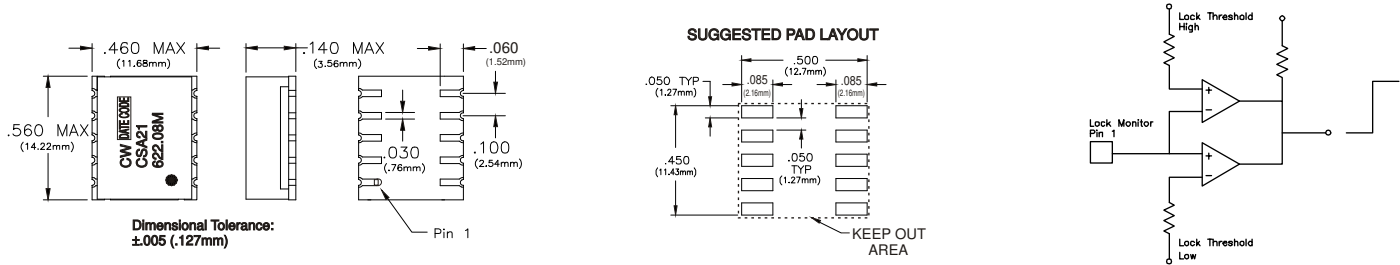 .460 MAX
(11.68mm)
.560 MAX
(14.22mm)
CW DATE CODE
CSA21
622.08M
.140 MAX
(3.56mm)
.060
(1.52mm)
.030
(.76mm)
.100
(2.54mm)
Pin 1
Dimensional Tolerance:
±.005 (.127mm)
SUGGESTED PAD LAYOUT
.500
(12.7mm)
.050 TYP
(1.27mm)
.085
(2.16mm)
.085
(2.16mm)
.450
(11.43mm)
.050
TYP
(1.27mm)
KEEP OUT
AREA
Lock Threshold
High
Lock Monitor
Pin 1
+
−
+
−
Lock Threshold
Low